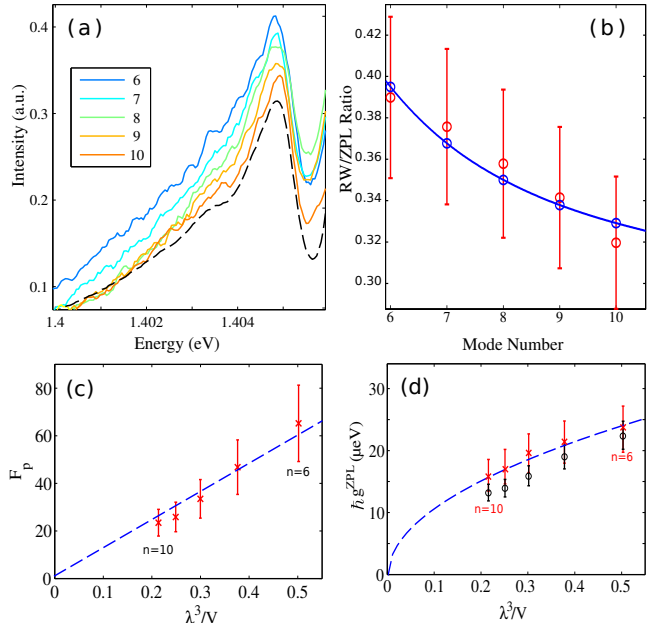 (a)
Intensity (a.u.)
0.4
0.3
0.2
0.1
6
7
8
9
10
1.4
1.402
1.404
Energy (eV)
(b)
RW/ZPL Ratio
0.40
0.38
0.36
0.34
0.32
0.30
6
7
8
9
10
Mode Number
(c)
F_p
80
60
40
20
0
n=10
n=6
0
0.1
0.2
0.3
0.4
0.5
λ³/V
(d)
ℏ g^ZPL (μeV)
30
20
10
0
n=10
n=6
0
0.1
0.2
0.3
0.4
0.5
λ³/V